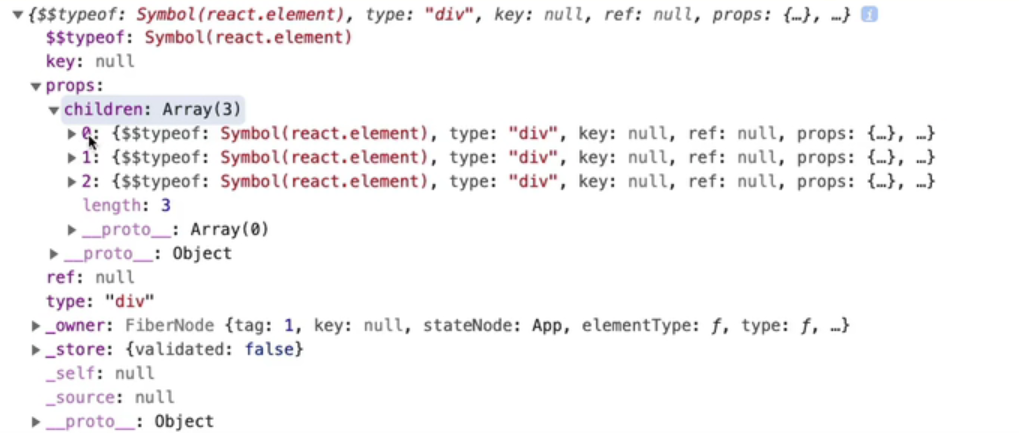 {$$typeof: Symbol(react.element), type: "div", key: null, ref: null, props: {…}, …} i
$$typeof: Symbol(react.element)
key: null
props:
children: Array(3)
0: {$$typeof: Symbol(react.element), type: "div", key: null, ref: null, props: {…}, …}
1: {$$typeof: Symbol(react.element), type: "div", key: null, ref: null, props: {…}, …}
2: {$$typeof: Symbol(react.element), type: "div", key: null, ref: null, props: {…}, …}
length: 3
__proto__: Array(0)
__proto__: Object
ref: null
type: "div"
_owner: FiberNode {tag: 1, key: null, stateNode: App, elementType: ƒ, type: ƒ, …}
_store: {validated: false}
_self: null
_source: null
__proto__: Object